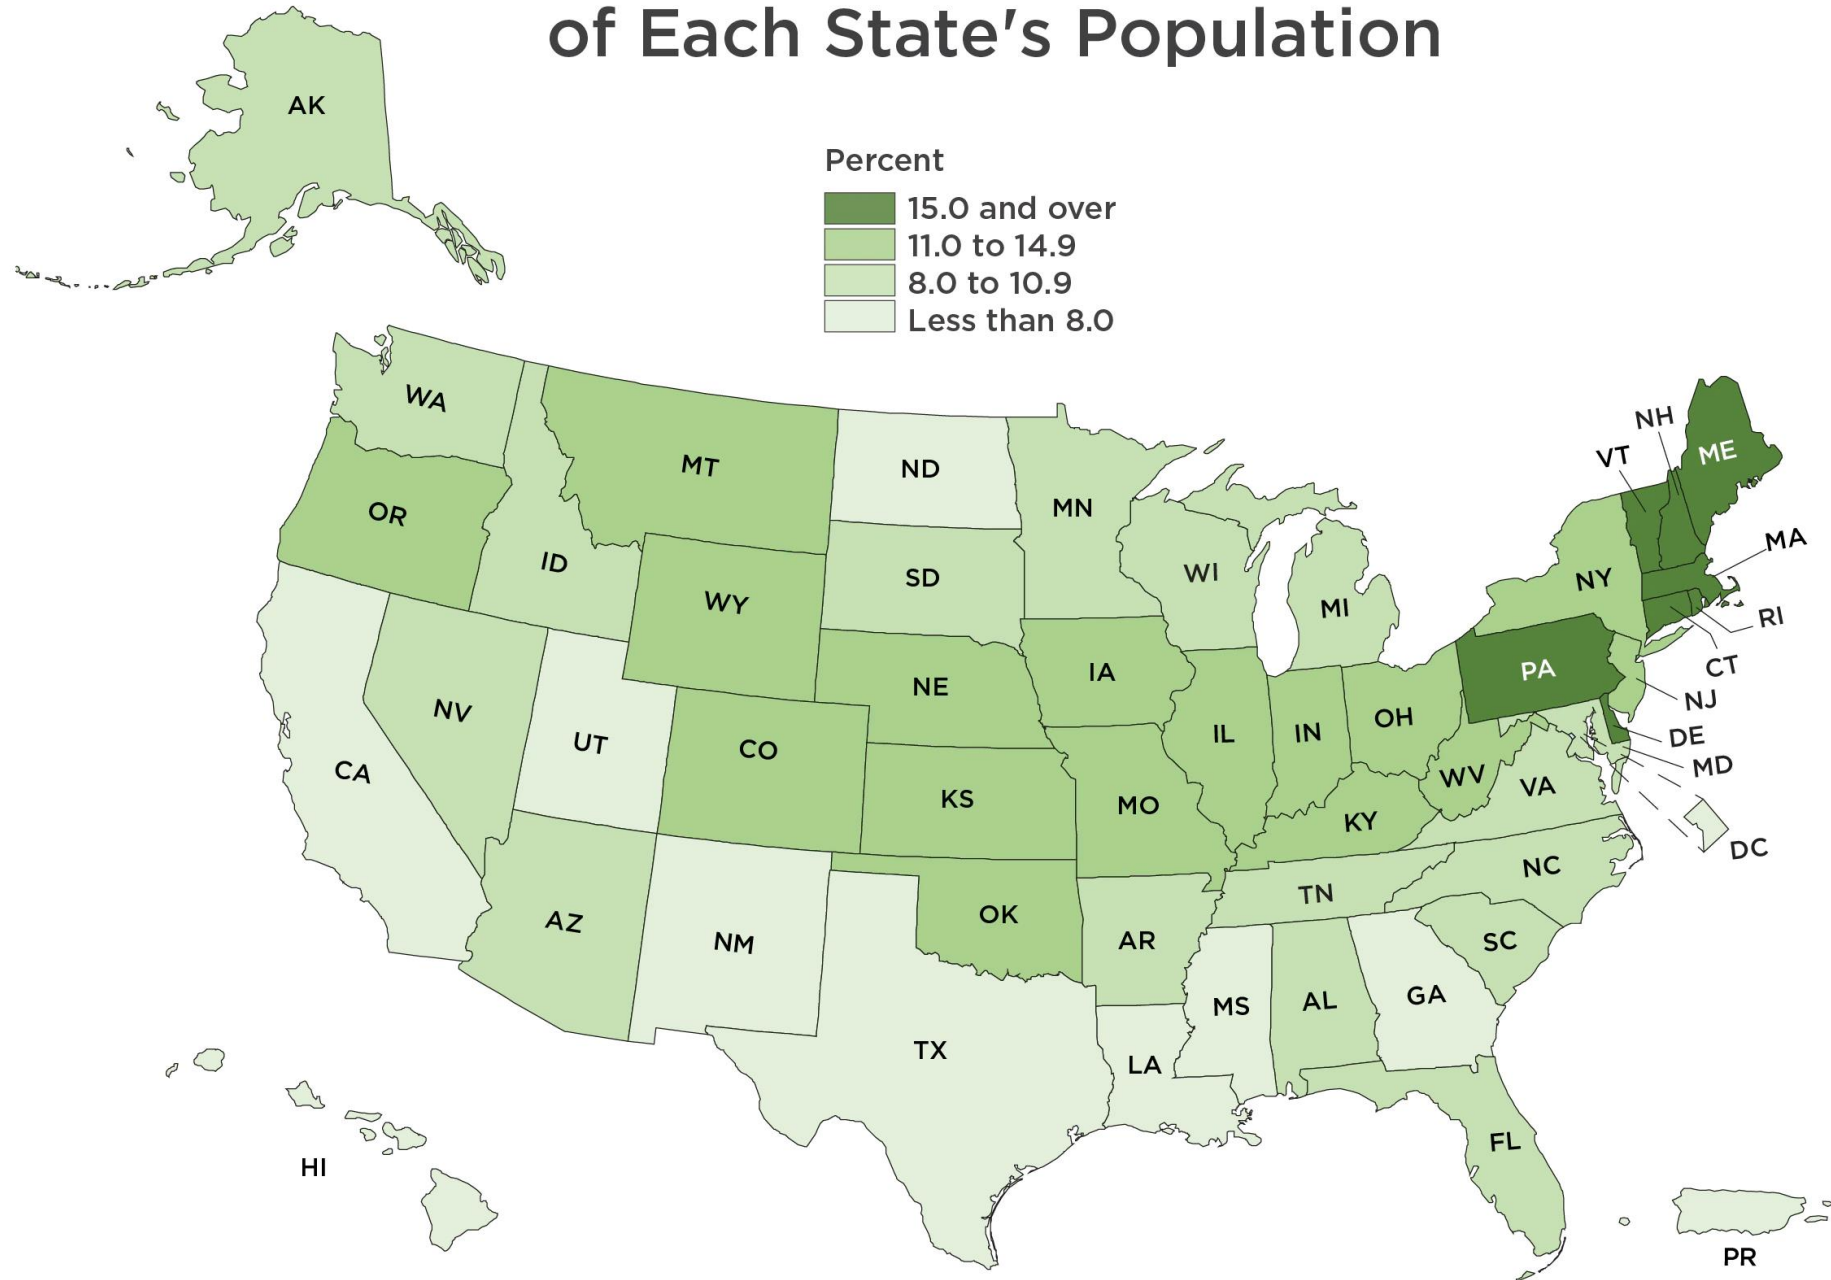 of Each State's Population
AK
Percent
15.0 and over
11.0 to 14.9
8.0 to 10.9
Less than 8.0
WA
MT
ND
MN
NH
VT
ME
OR
ID
WY
SD
WI
MI
NY
MA
RI
CT
NJ
PA
NE
IA
NV
UT
CO
IL
IN
OH
DE
MD
WV
VA
DC
CA
KS
MO
KY
NC
TN
AZ
NM
OK
AR
SC
MS
AL
GA
TX
LA
FL
HI
PR